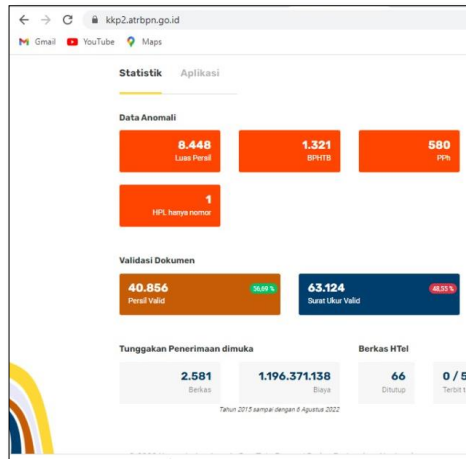 kkp2.atrbpn.go.id
Gmail YouTube Maps
Statistik Aplikasi
Data Anomali
8.448
Luas Persil
1.321
BPHTB
580
PPh
1
HPL hanya nomor
Validasi Dokumen
40.856
Persil Valid
56,69 %
63.124
Surat Ukur Valid
48,55 %
Tunggakan Penerimaan dimuka
Berkas HTel
2.581
Berkas
1.196.371.138
Biaya
66
Ditutup
0 / 5
Terbit t
Tahun 2015 sampai dengan 6 Agustus 2022